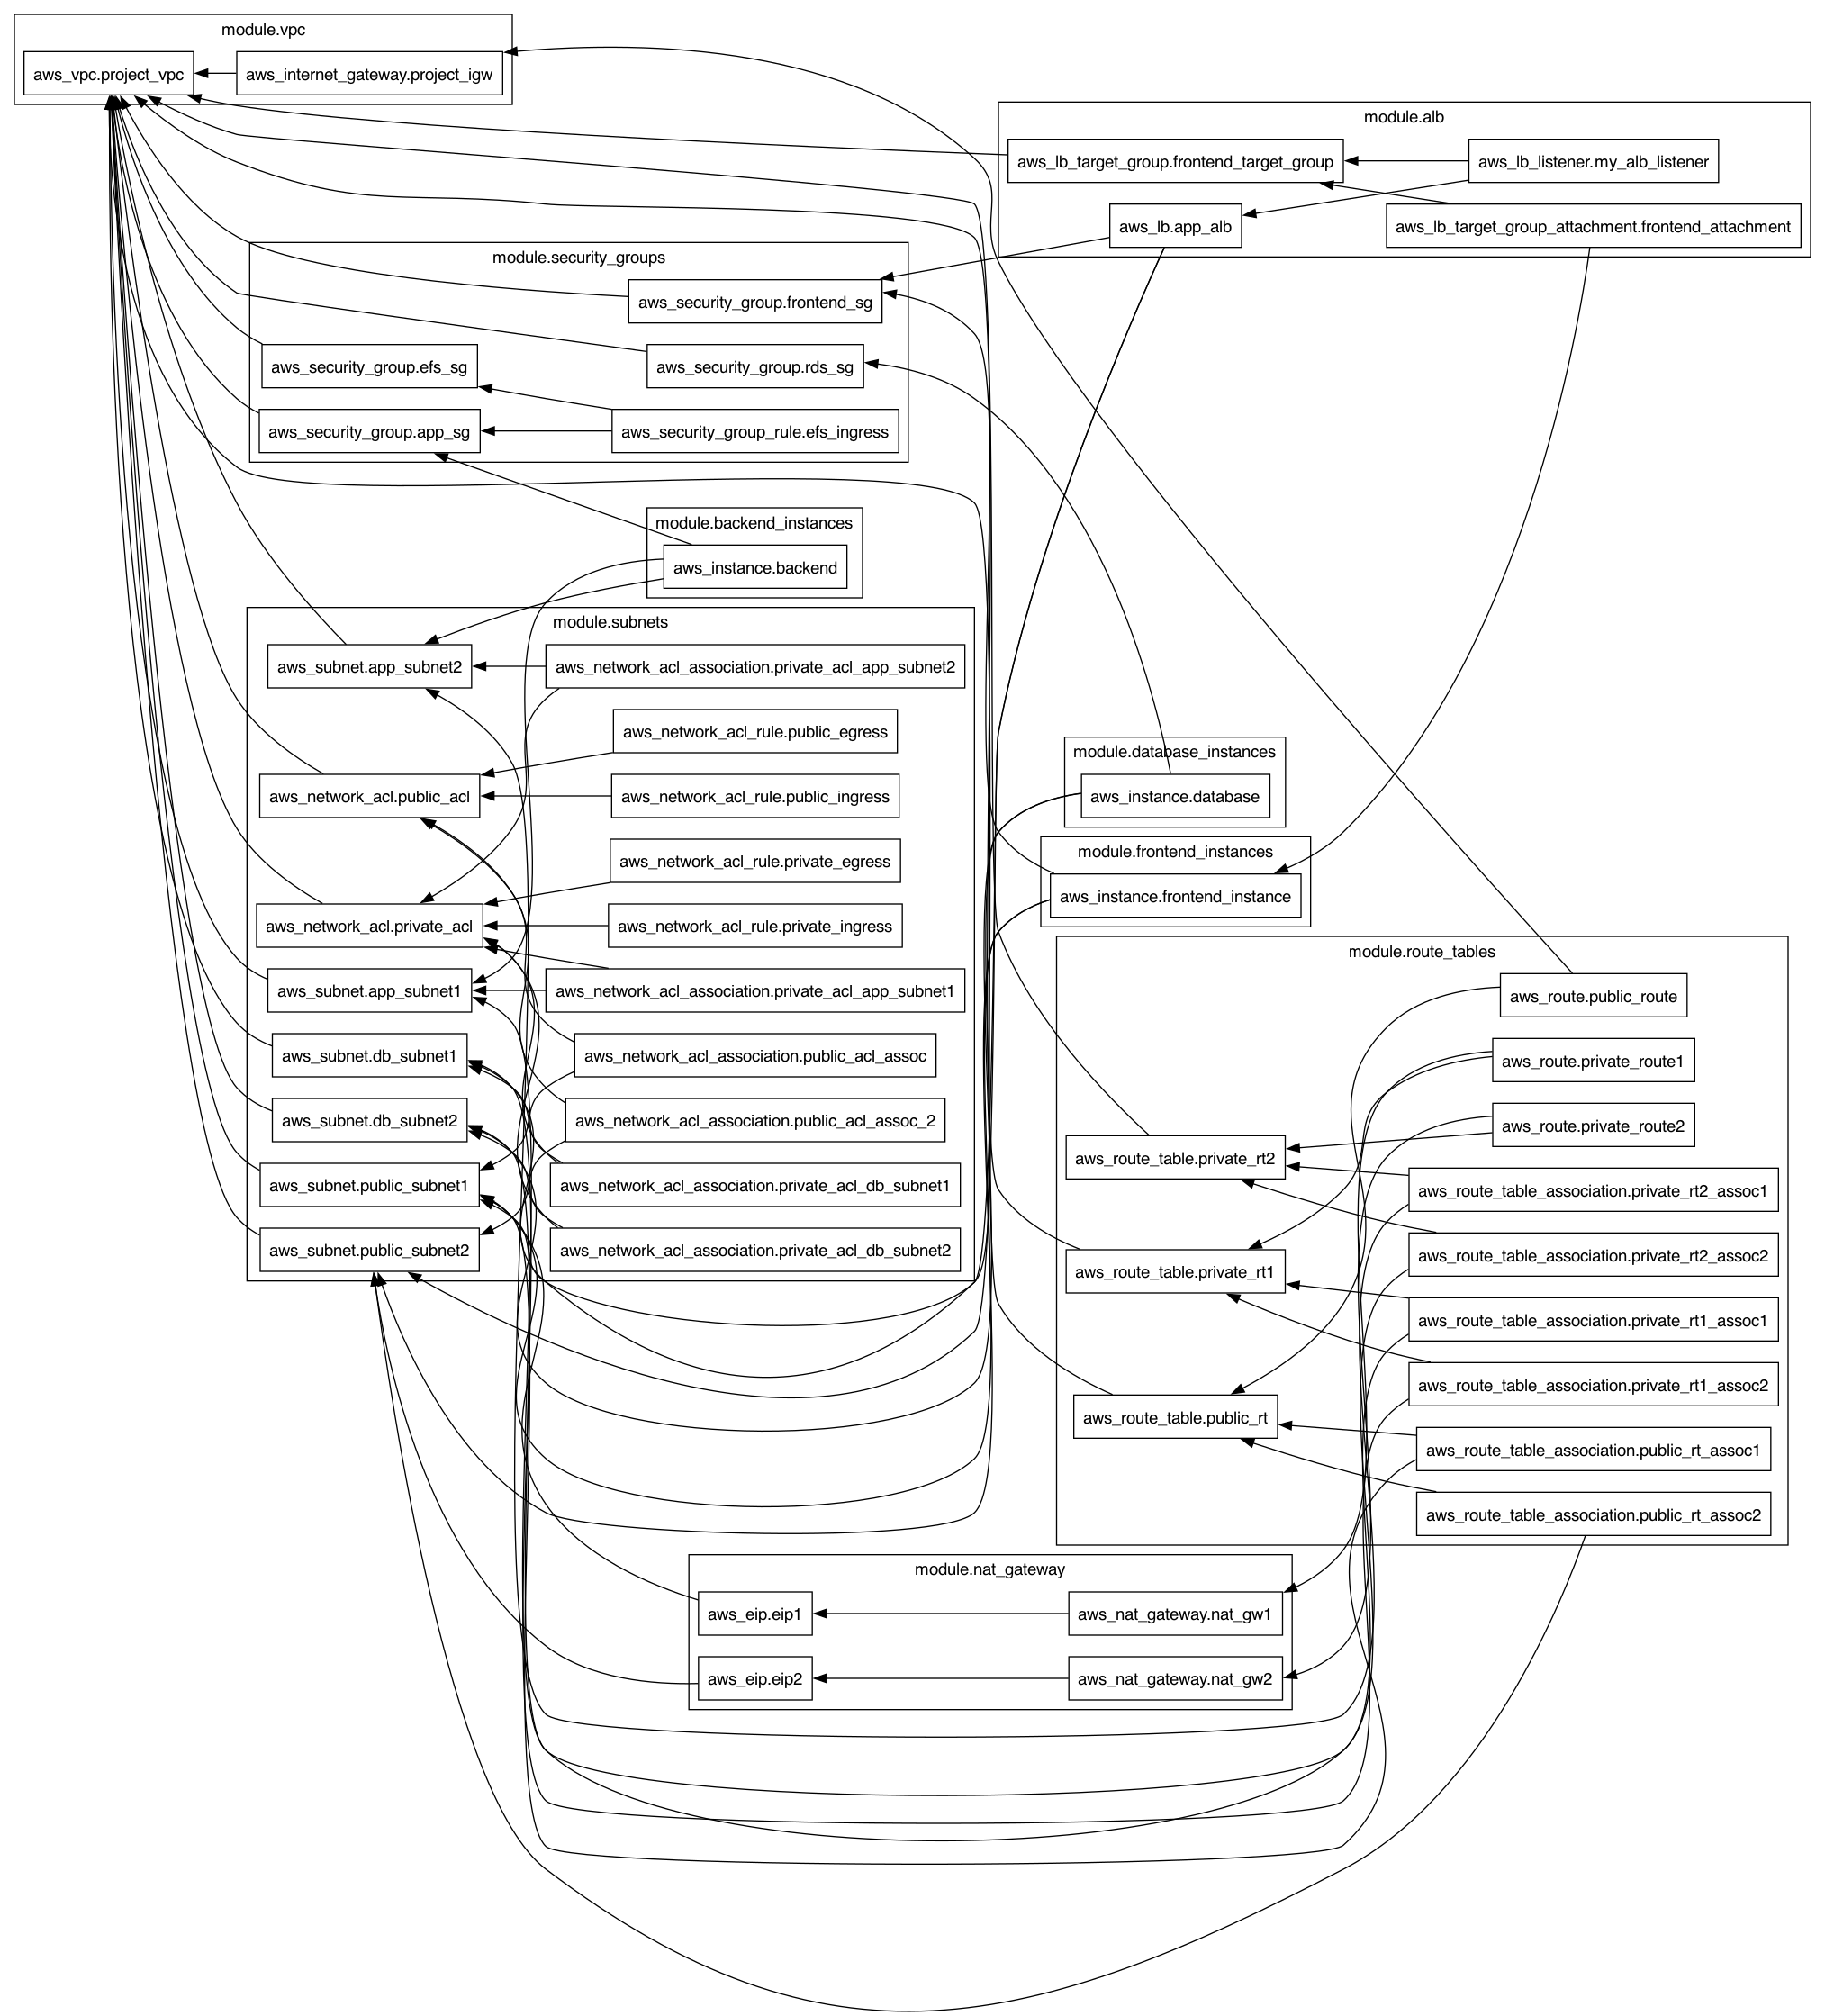 module.vpc
aws_vpc.project_vpc
aws_internet_gateway.project_igw
module.alb
aws_lb_target_group.frontend_target_group
aws_lb_listener.my_alb_listener
aws_lb.app_alb
aws_lb_target_group_attachment.frontend_attachment
module.security_groups
aws_security_group.frontend_sg
aws_security_group.efs_sg
aws_security_group.rds_sg
aws_security_group.app_sg
aws_security_group_rule.efs_ingress
module.backend_instances
aws_instance.backend
module.subnets
aws_subnet.app_subnet2
aws_network_acl_association.private_acl_app_subnet2
aws_network_acl_rule.public_egress
aws_network_acl.public_acl
aws_network_acl_rule.public_ingress
aws_network_acl_rule.private_egress
aws_network_acl.private_acl
aws_network_acl_rule.private_ingress
aws_subnet.app_subnet1
aws_network_acl_association.private_acl_app_subnet1
aws_subnet.db_subnet1
aws_network_acl_association.public_acl_assoc
aws_subnet.db_subnet2
aws_network_acl_association.public_acl_assoc_2
aws_subnet.public_subnet1
aws_network_acl_association.private_acl_db_subnet1
aws_subnet.public_subnet2
aws_network_acl_association.private_acl_db_subnet2
module.database_instances
aws_instance.database
module.frontend_instances
aws_instance.frontend_instance
module.route_tables
aws_route.public_route
aws_route.private_route1
aws_route.private_route2
aws_route_table.private_rt2
aws_route_table_association.private_rt2_assoc1
aws_route_table_association.private_rt2_assoc2
aws_route_table.private_rt1
aws_route_table_association.private_rt1_assoc1
aws_route_table_association.private_rt1_assoc2
aws_route_table.public_rt
aws_route_table_association.public_rt_assoc1
aws_route_table_association.public_rt_assoc2
module.nat_gateway
aws_eip.eip1
aws_nat_gateway.nat_gw1
aws_eip.eip2
aws_nat_gateway.nat_gw2